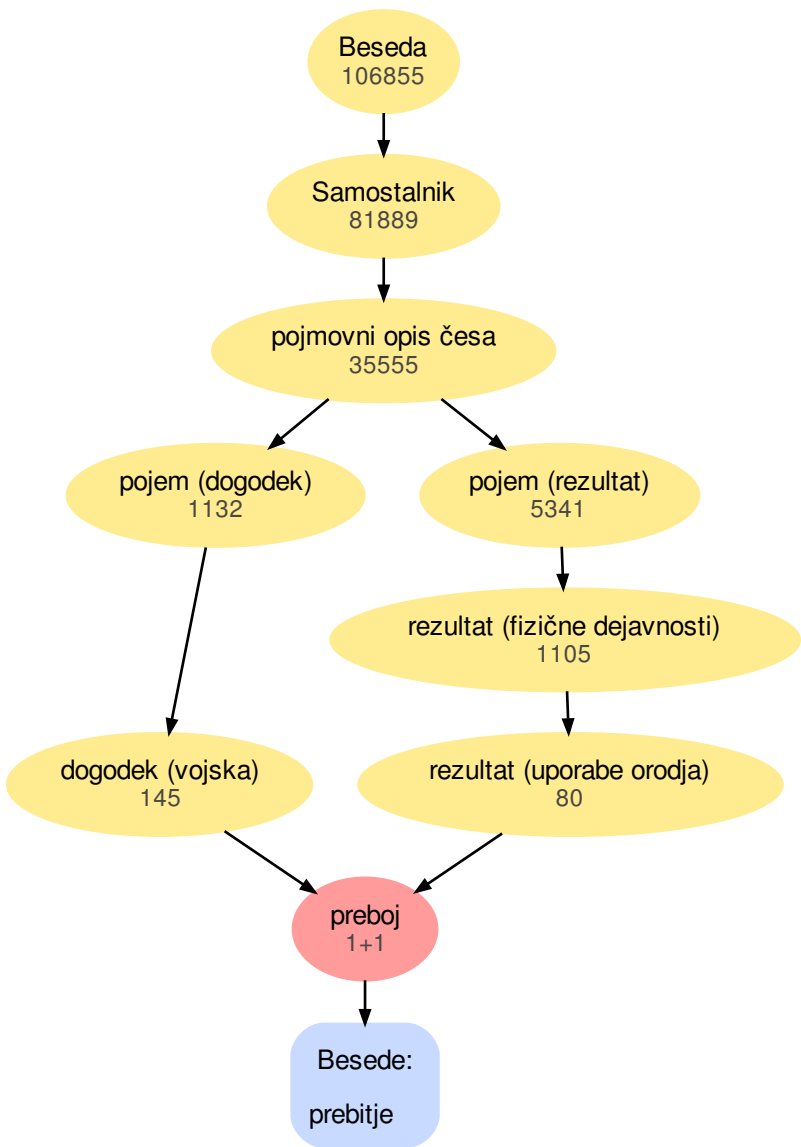 Beseda
106855
Samostalnik
81889
pojmovni opis česa
35555
pojem (dogodek)
1132
pojem (rezultat)
5341
rezultat (fizične dejavnosti)
1105
dogodek (vojska)
145
rezultat (uporabe orodja)
80
preboj
1+1
Besede:
prebitje